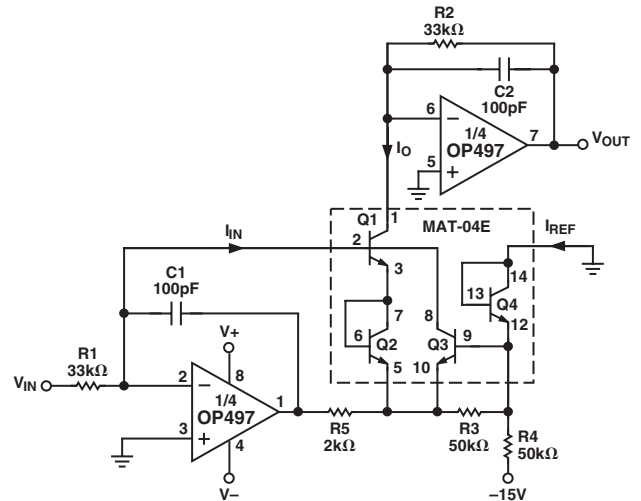 R2
33kΩ
C2
100pF
6
1/4
OP497
7
VOUT
5
IO
Q1
1
MAT-04E
IREF
IIN
2
3
14
13
Q4
12
C1
100pF
7
8
6
Q2
Q3
9
5
10
V+
R1
33kΩ
VIN
2
8
1/4
OP497
1
3
4
V–
R5
2kΩ
R3
50kΩ
R4
50kΩ
–15V